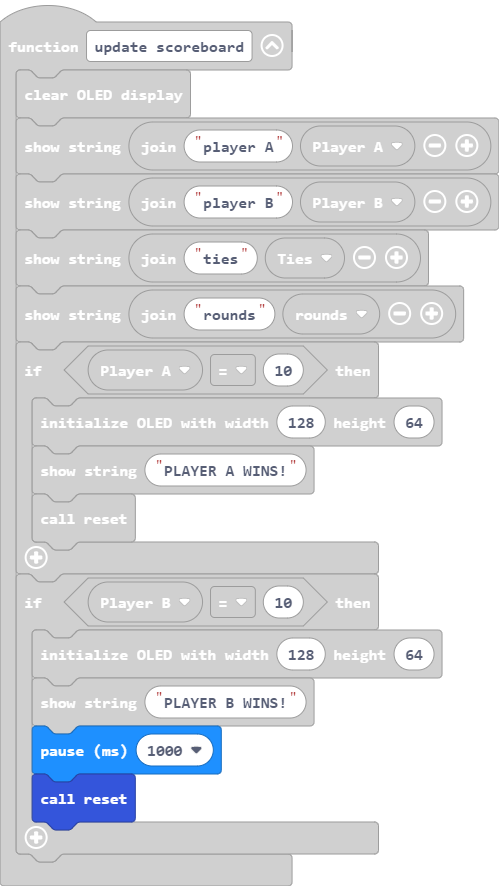 function update scoreboard
clear OLED display
show string join "player A" Player A
show string join "player B" Player B
show string join "ties" Ties
show string join "rounds" rounds
if Player A = 10 then
initialize OLED with width 128 height 64
show string "PLAYER A WINS!"
call reset
if Player B = 10 then
initialize OLED with width 128 height 64
show string "PLAYER B WINS!"
pause (ms) 1000
call reset